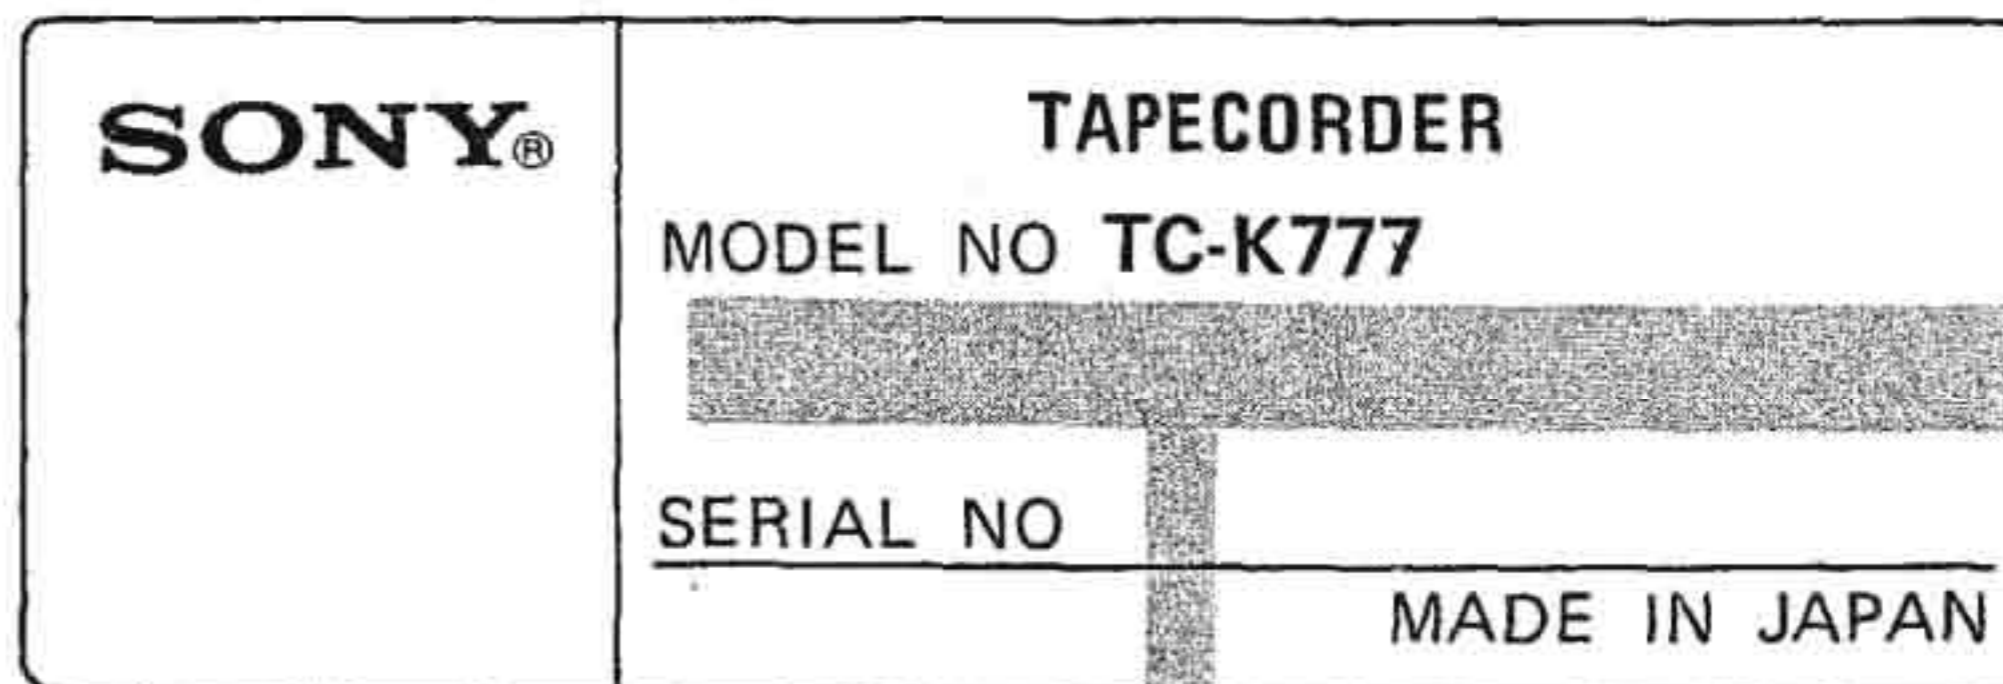 SONY®
TAPECORDER
MODEL NO TC-K777
SERIAL NO
MADE IN JAPAN